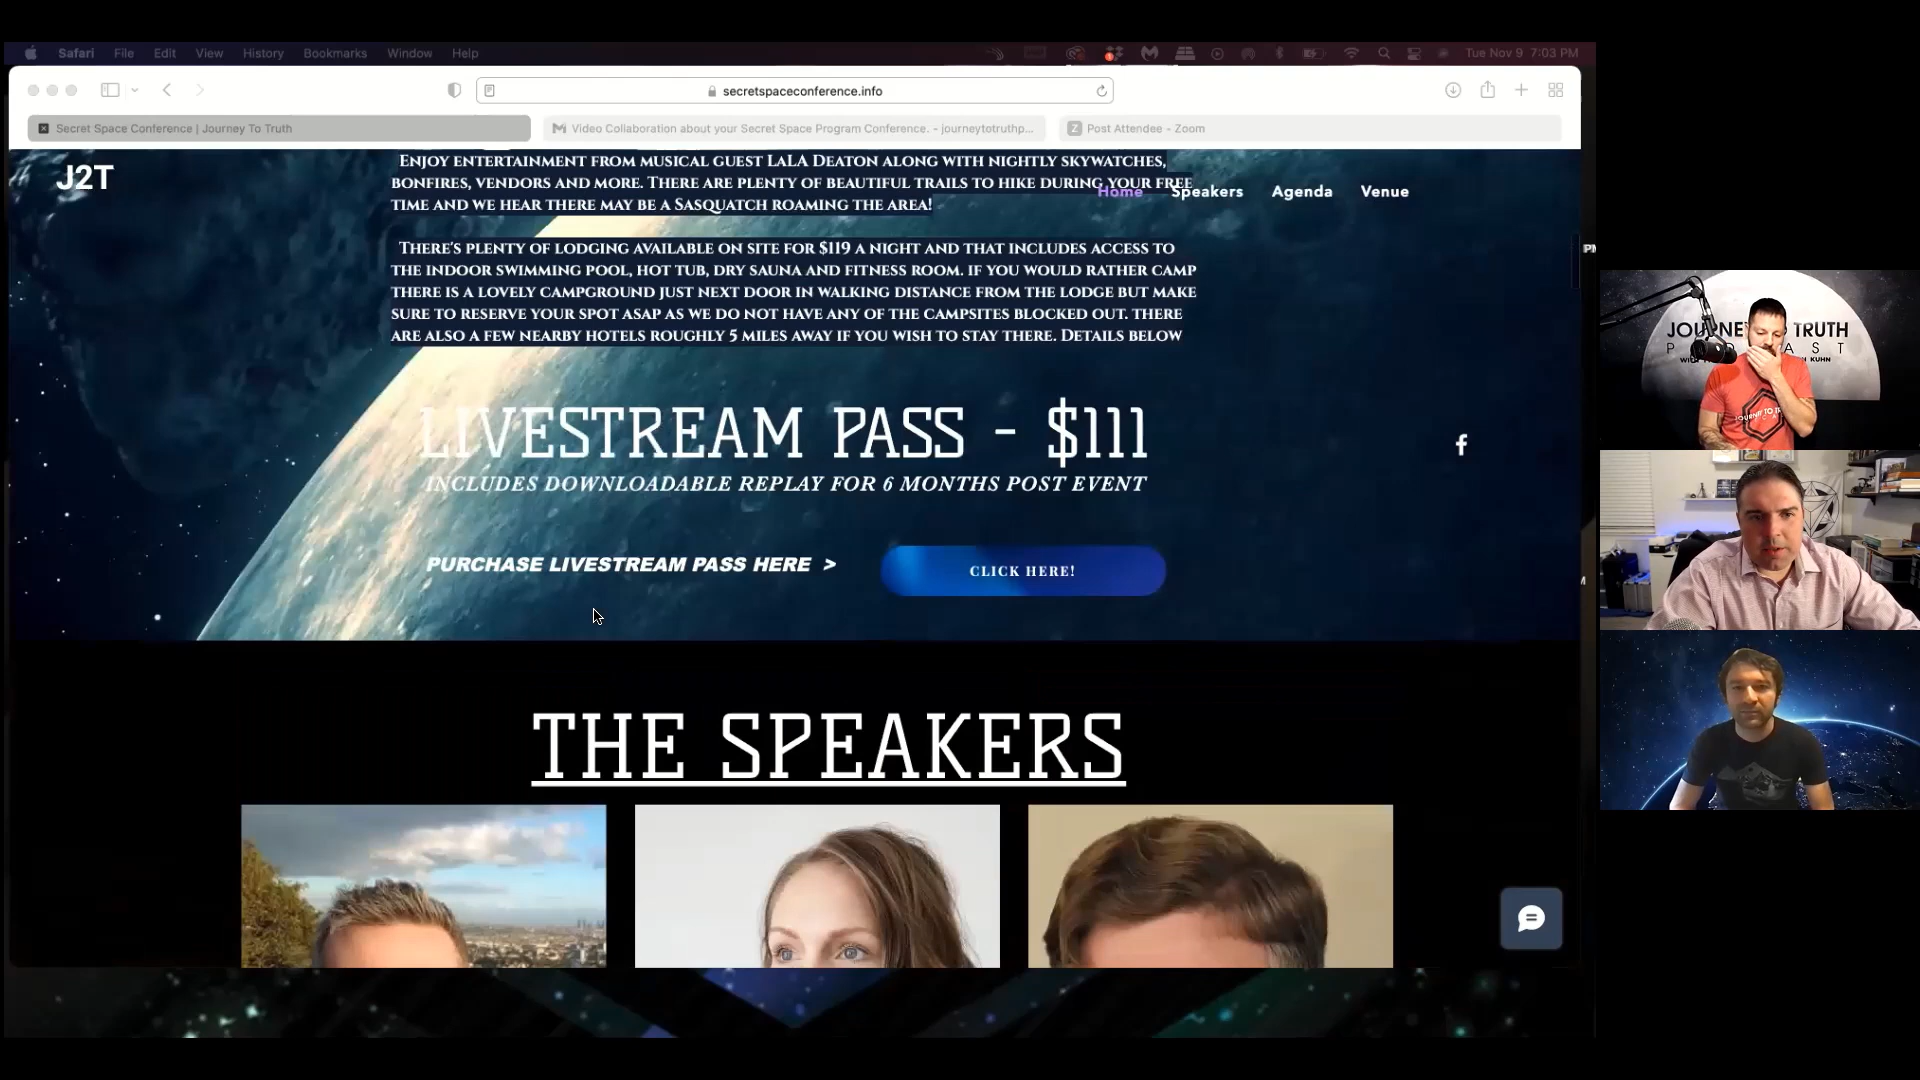 Safari File Edit View History Bookmarks Window Help
Tue Nov 9 7:03 PM
secretspaceconference.info
Secret Space Conference | Journey To Truth
Video Collaboration about your Secret Space Program Conference. - journeytotruthp...
Post Attendee - Zoom
J2T
Home Speakers Agenda Venue
Enjoy entertainment from musical guest LaLA Deaton along with nightly skywatches,
bonfires, vendors and more. There are plenty of beautiful trails to hike during your free
time and we hear there may be a Sasquatch roaming the area!
There's plenty of lodging available on site for $119 a night and that includes access to
the indoor swimming pool, hot tub, dry sauna and fitness room. If you would rather camp
there is a lovely campground just next door in walking distance from the lodge but make
sure to reserve your spot asap as we do not have any of the campsites blocked out. There
are also a few nearby hotels roughly 5 miles away if you wish to stay there. Details below
LIVESTREAM PASS - $111
INCLUDES DOWNLOADABLE REPLAY FOR 6 MONTHS POST EVENT
PURCHASE LIVESTREAM PASS HERE >
CLICK HERE!
THE SPEAKERS
TRUTH
KUHN